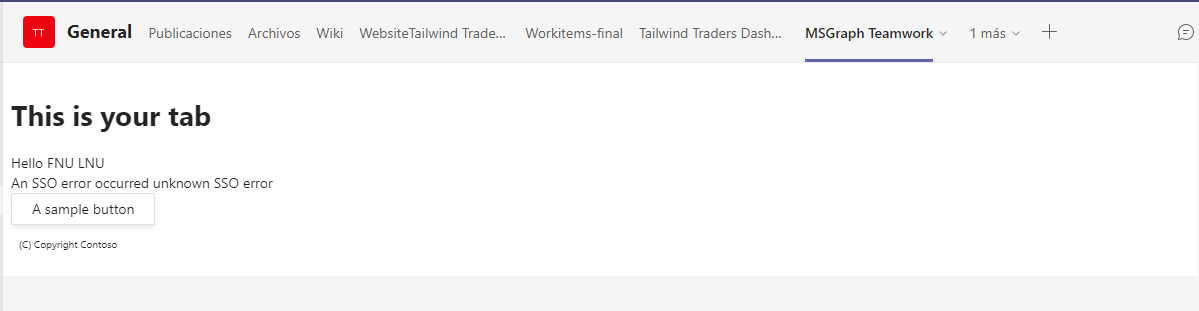 TT General Publicaciones Archivos Wiki WebsiteTailwind Trade... Workitems-final Tailwind Traders Dash... MSGraph Teamwork 1 más
This is your tab
Hello FNU LNU
An SSO error occurred unknown SSO error
A sample button
(C) Copyright Contoso